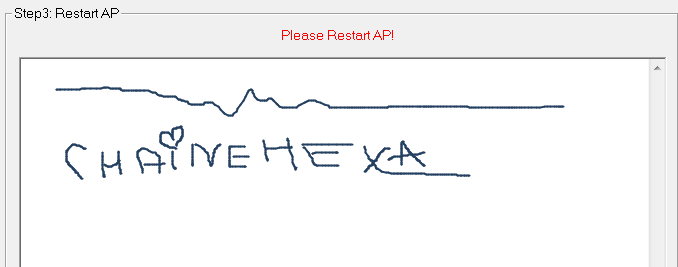 Step3: Restart AP
Please Restart AP!
CHAINEHEXA